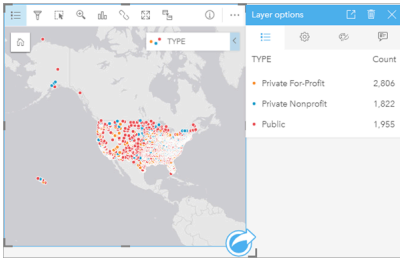 TYPE
Layer options
TYPE Count
Private For-Profit 2,806
Private Nonprofit 1,822
Public 1,955